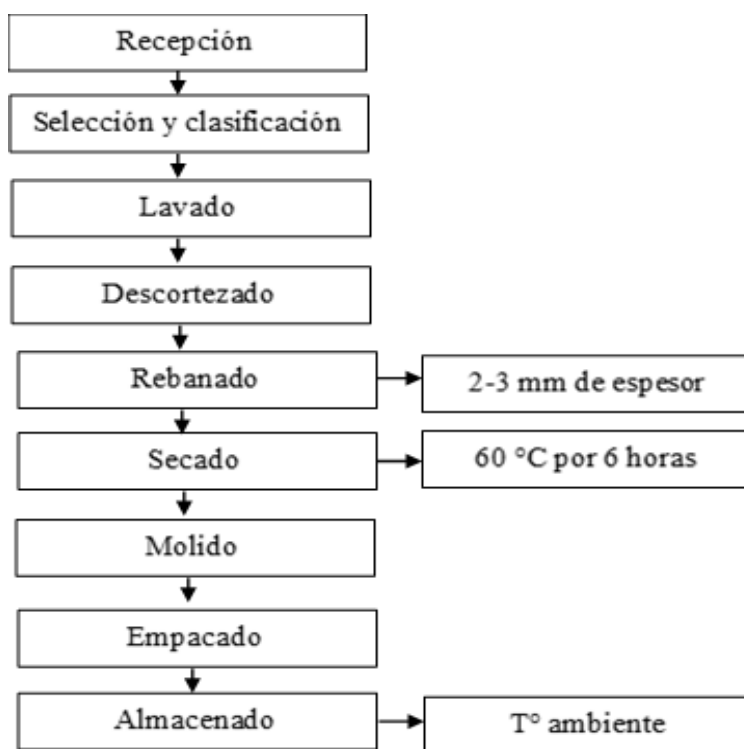 Recepción
Selección y clasificación
Lavado
Descortezado
Rebanado
2-3 mm de espesor
Secado
60 °C por 6 horas
Molido
Empacado
Almacenado
T° ambiente